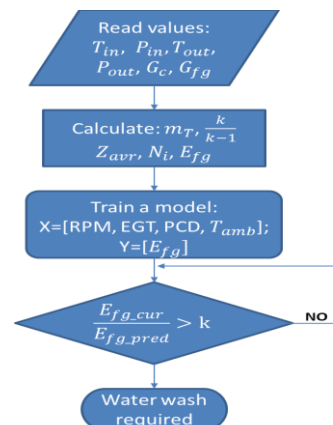 Read values:
T_in, P_in, T_out,
P_out, G_c, G_fg
Calculate: m_T, k/(k-1)
Z_avr, N_i, E_fg
Train a model:
X=[RPM, EGT, PCD, T_amb];
Y=[E_fg]
E_fg_cur/E_fg_pred > k
NO
Water wash
required